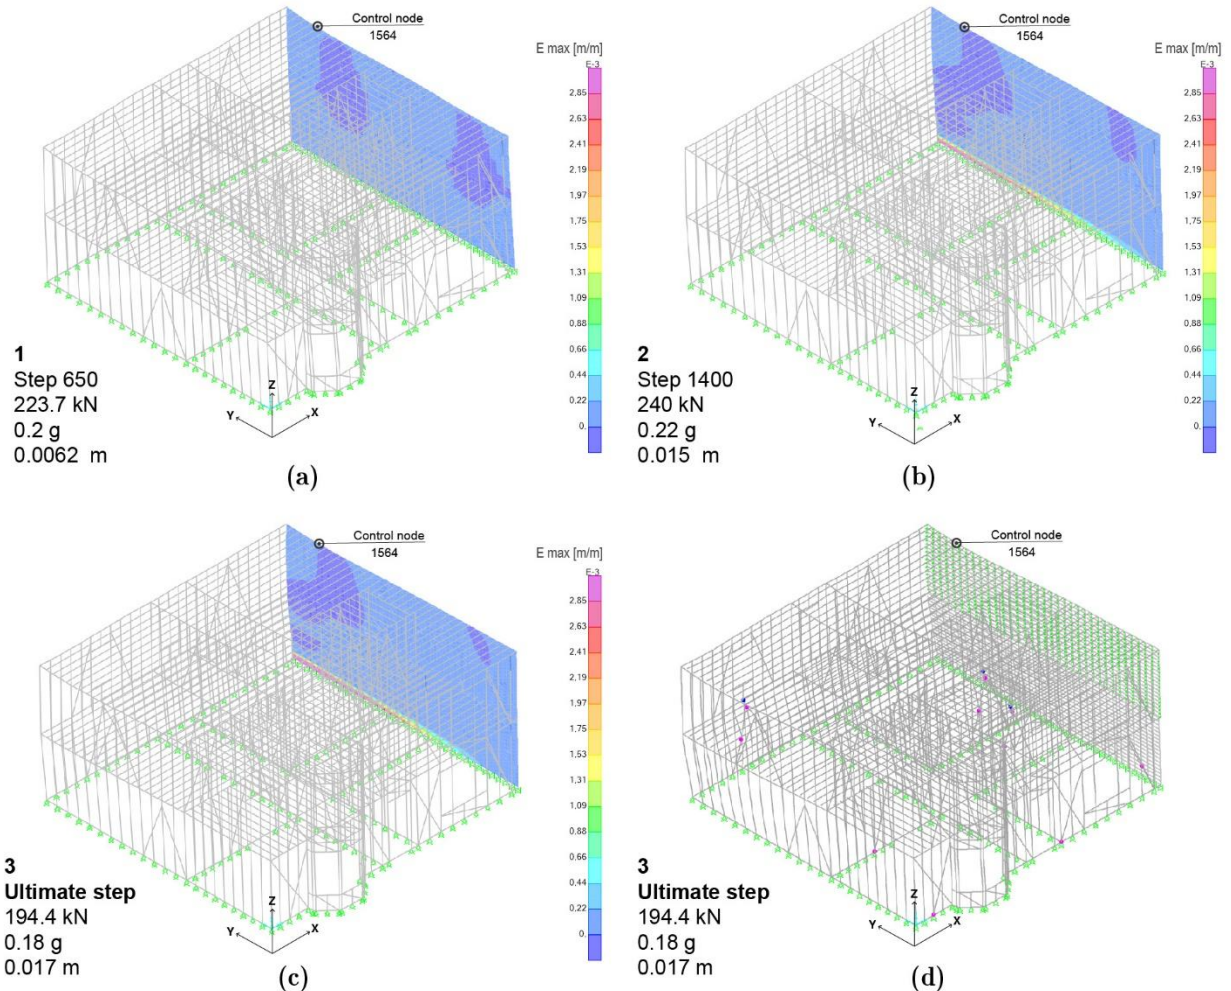 Control node
1564
E max [m/m]
E-3
2,85
2,63
2,41
2,19
1,97
1,75
1,53
1,31
1,09
0,88
0,66
0,44
0,22
0,
1
Step 650
223.7 kN
0.2 g
0.0062 m
Z
Y
X
(a)
Control node
1564
E max [m/m]
E-3
2,85
2,63
2,41
2,19
1,97
1,75
1,53
1,31
1,09
0,88
0,66
0,44
0,22
0,
2
Step 1400
240 kN
0.22 g
0.015 m
Z
Y
X
(b)
Control node
1564
E max [m/m]
E-3
2,85
2,63
2,41
2,19
1,97
1,75
1,53
1,31
1,09
0,88
0,66
0,44
0,22
0,
3
Ultimate step
194.4 kN
0.18 g
0.017 m
Z
Y
X
(c)
Control node
1564
3
Ultimate step
194.4 kN
0.18 g
0.017 m
Z
Y
X
(d)